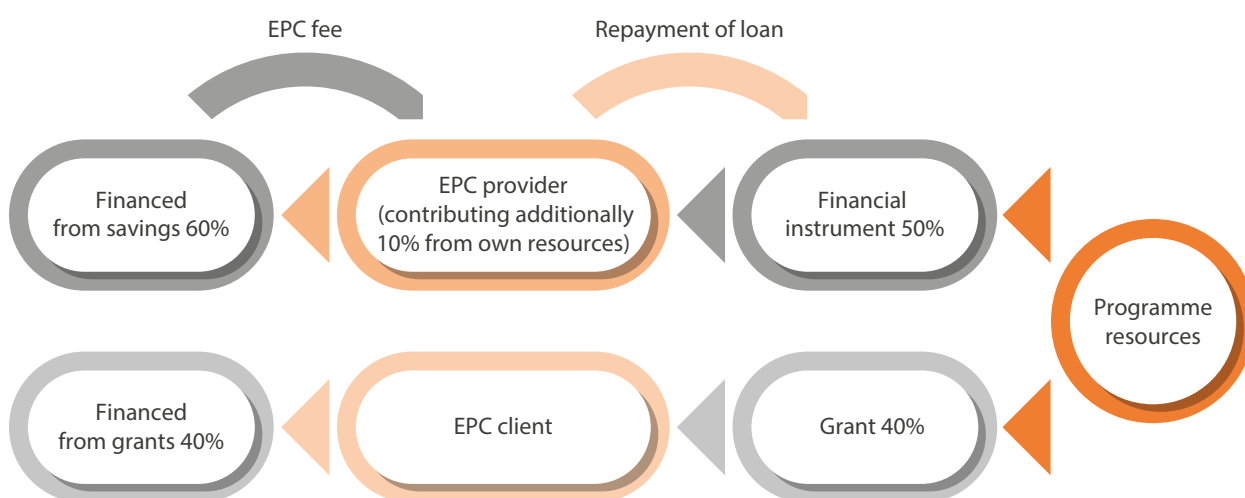 EPC fee
Repayment of loan
Financed
from savings 60%
EPC provider
(contributing additionally
10% from own resources)
Financial
instrument 50%
Programme
resources
Financed
from grants 40%
EPC client
Grant 40%